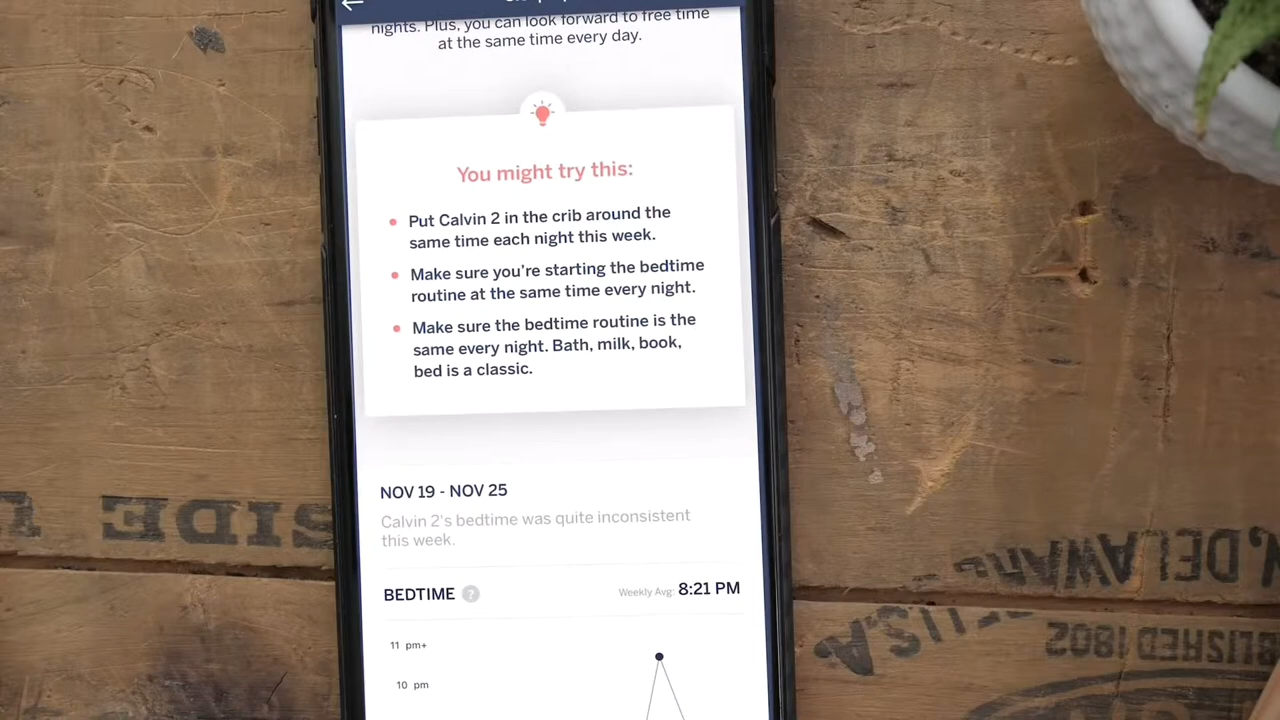 nights. Plus, you can look forward to free time
at the same time every day.
You might try this:
Put Calvin 2 in the crib around the
same time each night this week.
Make sure you're starting the bedtime
routine at the same time every night.
Make sure the bedtime routine is the
same every night. Bath, milk, book,
bed is a classic.
NOV 19 - NOV 25
Calvin 2's bedtime was quite inconsistent
this week.
BEDTIME ?
Weekly Avg: 8:21 PM
11 pm+
10 pm
SIDE
N, DELAWAR
U.S.A.
BLISHED 1802